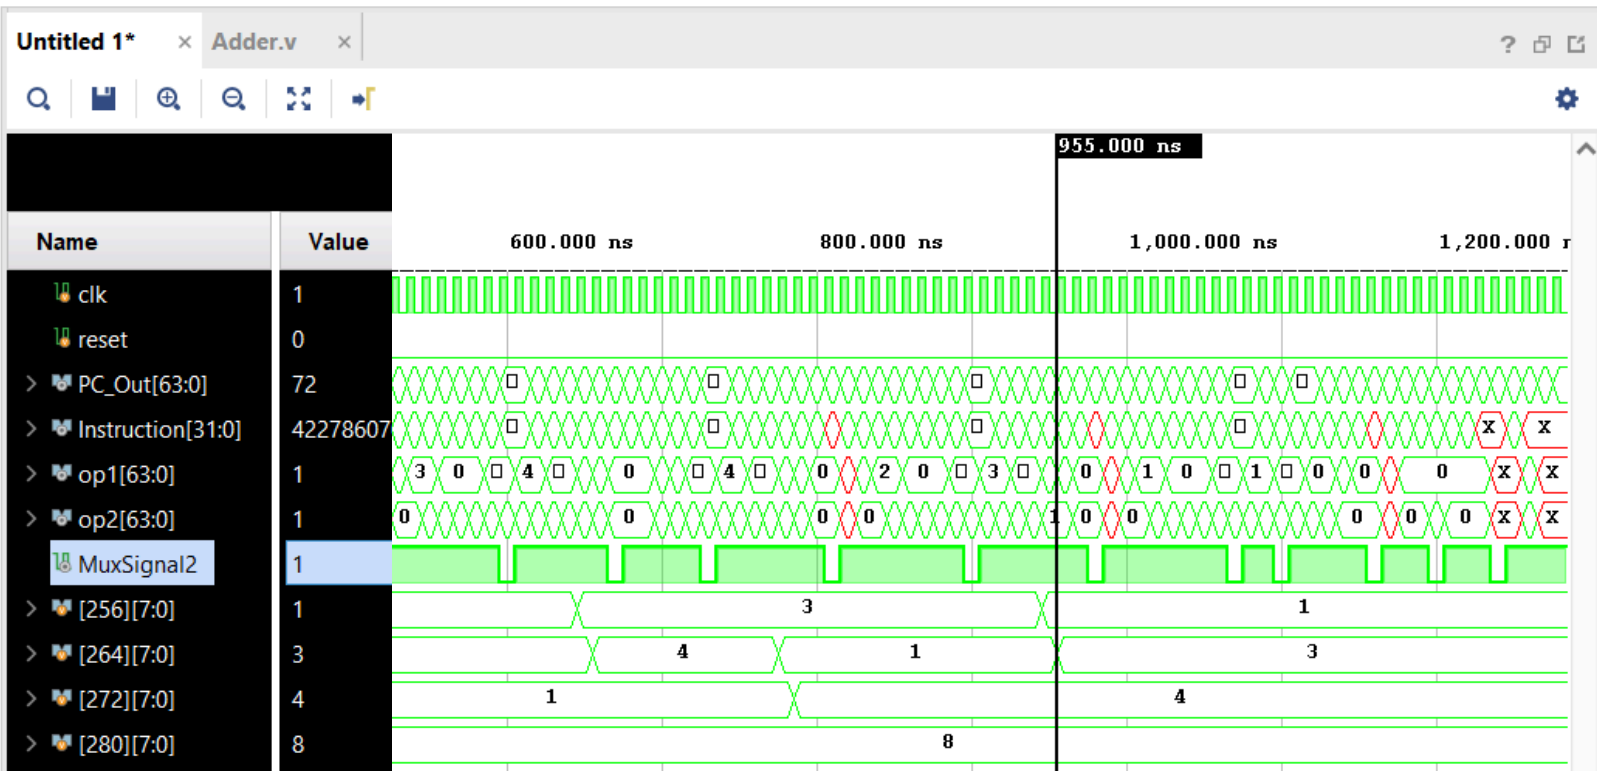 Untitled 1* × Adder.v ×
?
955.000 ns
Name Value 600.000 ns 800.000 ns 1,000.000 ns 1,200.000 r
clk 1
reset 0
PC_Out[63:0] 72
Instruction[31:0] 42278607 X X
op1[63:0] 1 3 0 4 0 4 0 2 0 3 0 1 0 1 0 0 0 X X
op2[63:0] 1 0 0 0 0 1 0 0 0 0 0 X X
MuxSignal2 1
[256][7:0] 1 3 1
[264][7:0] 3 4 1 3
[272][7:0] 4 1 4
[280][7:0] 8 8